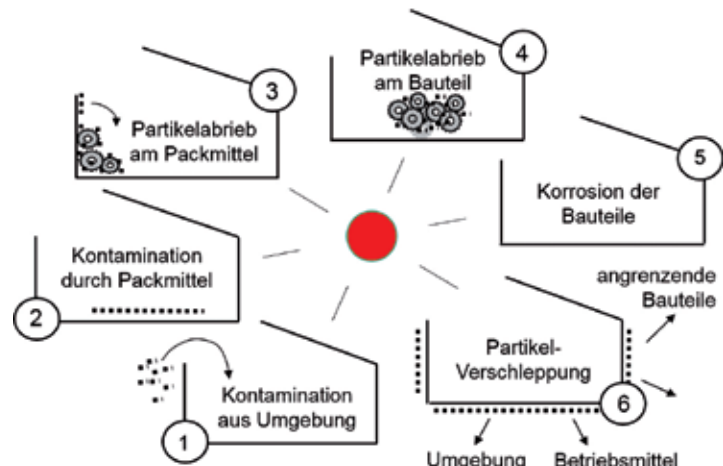 4
Partikelabrieb
am Bauteil
3
Partikelabrieb
am Packmittel
5
Korrosion der
Bauteile
Kontamination
durch Packmittel
2
angrenzende
Bauteile
Partikel-
Verschleppung
6
Kontamination
aus Umgebung
1
Umgebung
Betriebsmittel